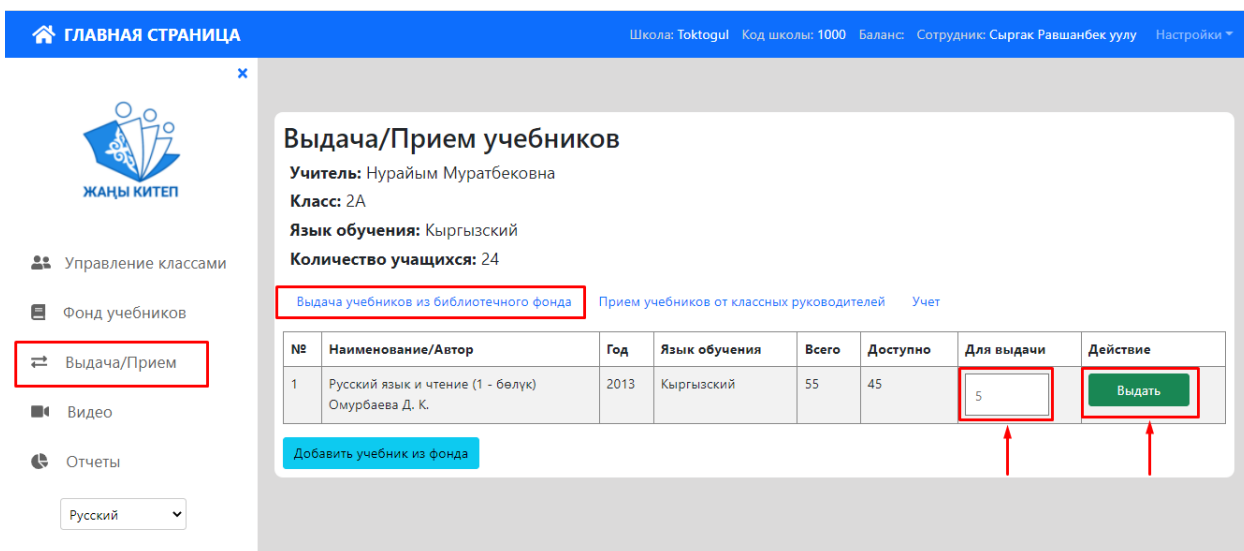 ГЛАВНАЯ СТРАНИЦА
Школа: Toktogul Код школы: 1000 Баланс: Сотрудник: Сыргак Равшанбек уулу Настройки
×
ЖАҢЫ КИТЕП
Управление классами
Фонд учебников
Выдача/Прием
Видео
Отчеты
Русский
Выдача/Прием учебников
Учитель: Нурайым Муратбековна
Класс: 2А
Язык обучения: Кыргызский
Количество учащихся: 24
Выдача учебников из библиотечного фонда Прием учебников от классных руководителей Учет
№ Наименование/Автор Год Язык обучения Всего Доступно Для выдачи Действие
1 Русский язык и чтение (1 - бөлүк) 2013 Кыргызский 55 45 5 Выдать
Омурбаева Д. К.
Добавить учебник из фонда